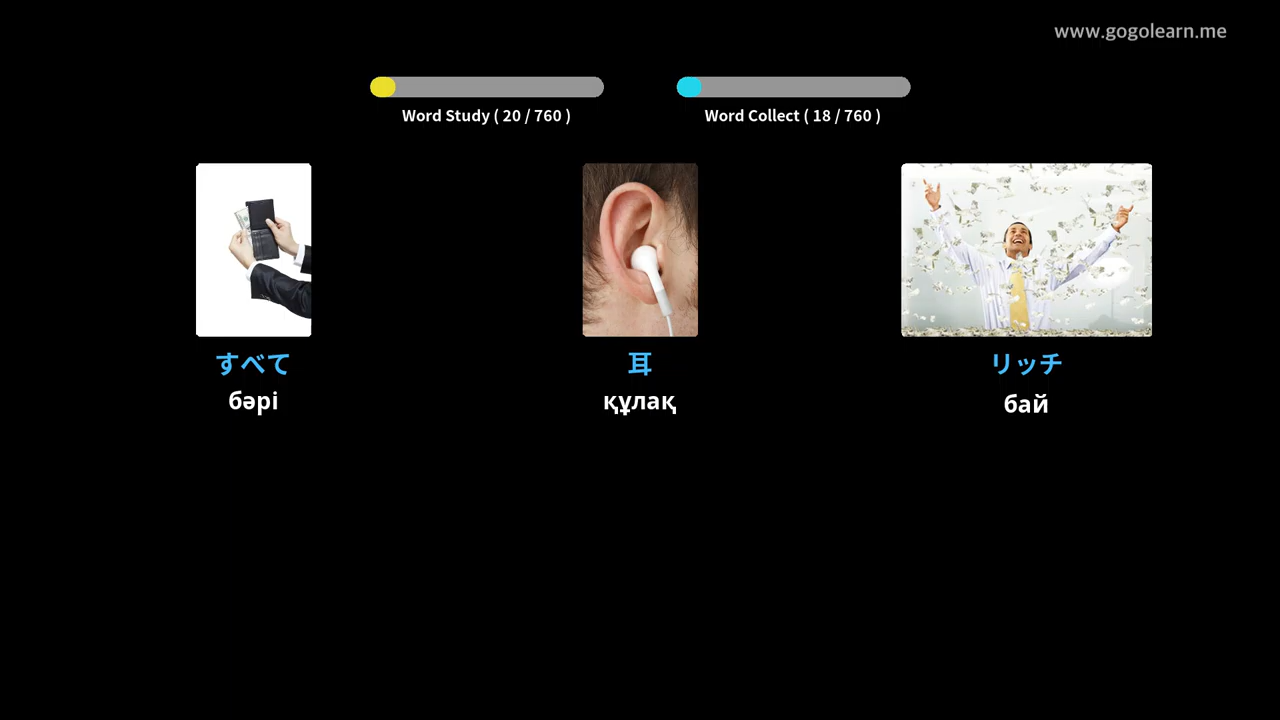 www.gogolearn.me
Word Study ( 20 / 760 )
Word Collect ( 18 / 760 )
すべて
бәрі
耳
құлақ
リッチ
бай